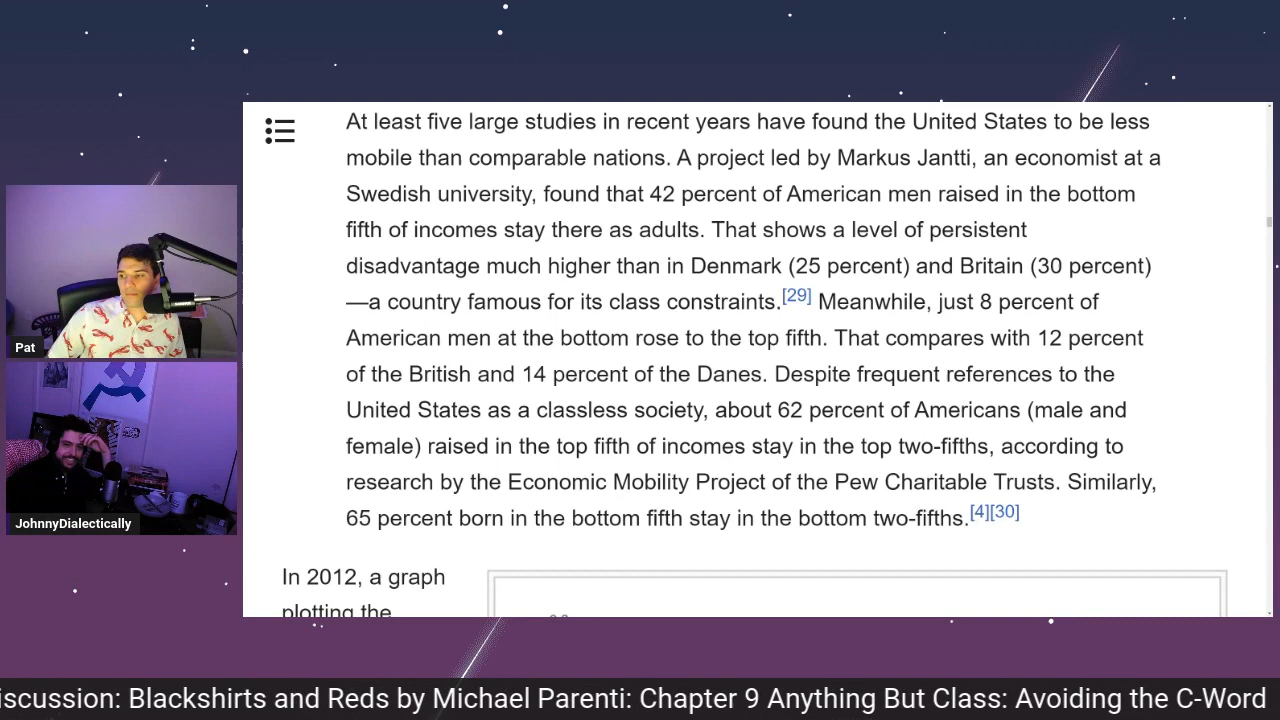 At least five large studies in recent years have found the United States to be less
mobile than comparable nations. A project led by Markus Jantti, an economist at a
Swedish university, found that 42 percent of American men raised in the bottom
fifth of incomes stay there as adults. That shows a level of persistent
disadvantage much higher than in Denmark (25 percent) and Britain (30 percent)
—a country famous for its class constraints.[29] Meanwhile, just 8 percent of
American men at the bottom rose to the top fifth. That compares with 12 percent
of the British and 14 percent of the Danes. Despite frequent references to the
United States as a classless society, about 62 percent of Americans (male and
female) raised in the top fifth of incomes stay in the top two-fifths, according to
research by the Economic Mobility Project of the Pew Charitable Trusts. Similarly,
65 percent born in the bottom fifth stay in the bottom two-fifths.[4][30]
In 2012, a graph
plotting the
Pat
JohnnyDialectically
iscussion: Blackshirts and Reds by Michael Parenti: Chapter 9 Anything But Class: Avoiding the C-Word